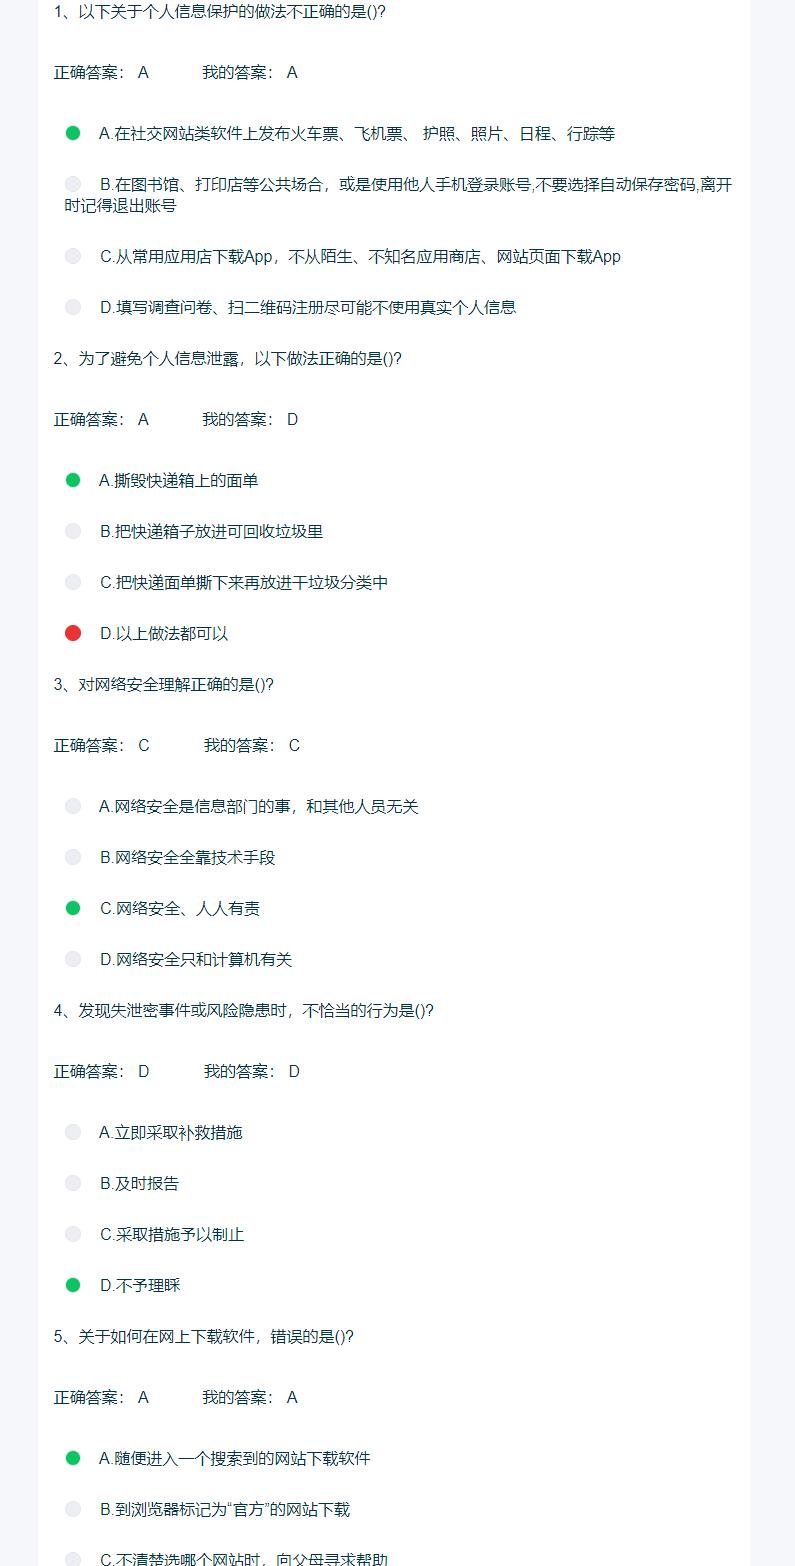 1、以下关于个人信息保护的做法不正确的是()?
正确答案： A 我的答案： A
A.在社交网站类软件上发布火车票、飞机票、 护照、照片、日程、行踪等
B.在图书馆、打印店等公共场合，或是使用他人手机登录账号,不要选择自动保存密码,离开
时记得退出账号
C.从常用应用店下载App，不从陌生、不知名应用商店、网站页面下载App
D.填写调查问卷、扫二维码注册尽可能不使用真实个人信息
2、为了避免个人信息泄露，以下做法正确的是()?
正确答案： A 我的答案： D
A.撕毁快递箱上的面单
B.把快递箱子放进可回收垃圾里
C.把快递面单撕下来再放进干垃圾分类中
D.以上做法都可以
3、对网络安全理解正确的是()?
正确答案： C 我的答案： C
A.网络安全是信息部门的事，和其他人员无关
B.网络安全全靠技术手段
C.网络安全、人人有责
D.网络安全只和计算机有关
4、发现失泄密事件或风险隐患时，不恰当的行为是()?
正确答案： D 我的答案： D
A.立即采取补救措施
B.及时报告
C.采取措施予以制止
D.不予理睬
5、关于如何在网上下载软件，错误的是()?
正确答案： A 我的答案： A
A.随便进入一个搜索到的网站下载软件
B.到浏览器标记为“官方”的网站下载
C.不清楚选哪个网站时，向父母寻求帮助